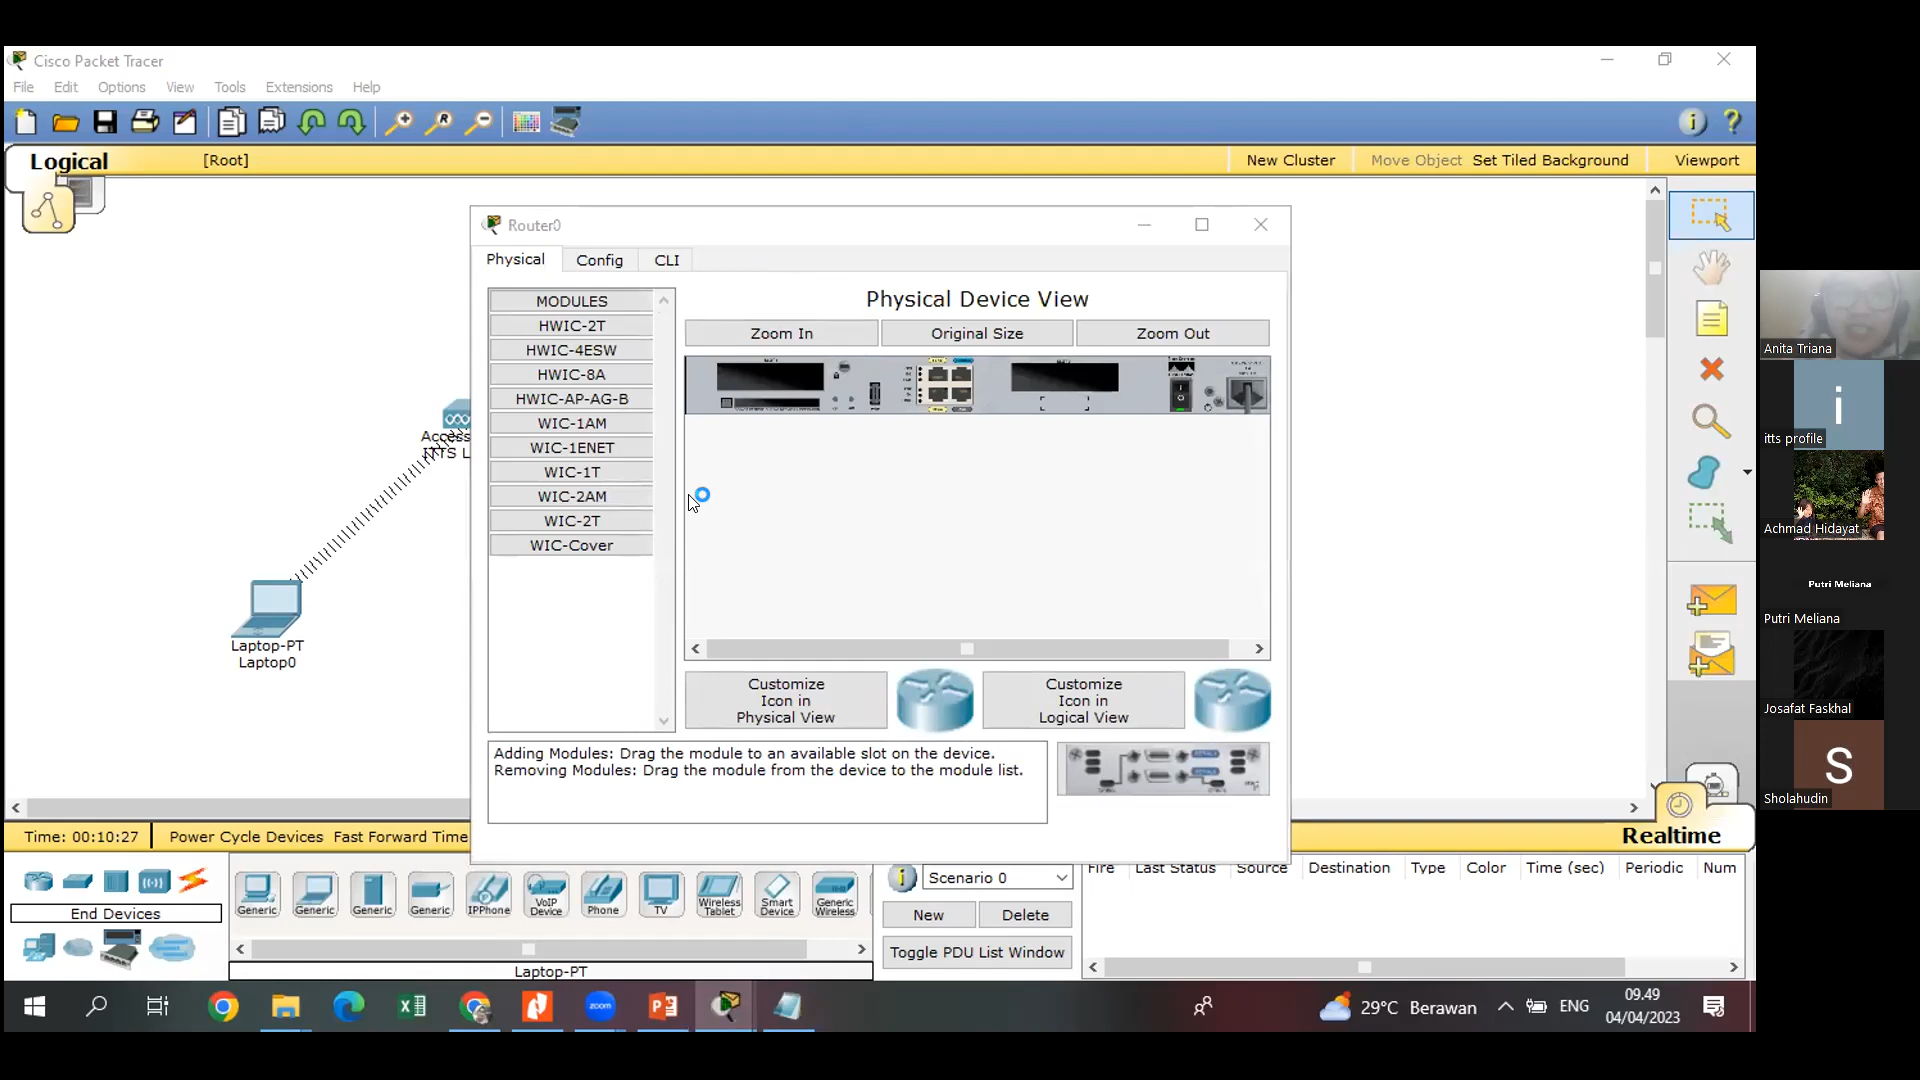 Cisco Packet Tracer
File Edit Options View Tools Extensions Help
Logical
[Root]
New Cluster
Move Object
Set Tiled Background
Viewport
Router0
Physical
Config
CLI
MODULES
HWIC-2T
HWIC-4ESW
HWIC-8A
HWIC-AP-AG-B
WIC-1AM
WIC-1ENET
WIC-1T
WIC-2AM
WIC-2T
WIC-Cover
Physical Device View
Zoom In
Original Size
Zoom Out
Customize
Icon in
Physical View
Customize
Icon in
Logical View
Adding Modules: Drag the module to an available slot on the device.
Removing Modules: Drag the module from the device to the module list.
Laptop-PT
Laptop0
Anita Triana
i
itts profile
Achmad Hidayat
Putri Meliana
Putri Meliana
Josafat Faskhal
S
Sholahudin
Time: 00:10:27
Power Cycle Devices Fast Forward Time
Realtime
End Devices
Generic
Generic
Generic
Generic
IPPhone
VoIP
Device
Phone
TV
Wireless
Tablet
Smart
Device
Generic
Wireless
Laptop-PT
Scenario 0
New
Delete
Toggle PDU List Window
Fire Last Status Source Destination Type Color Time (sec) Periodic Num
zoom
29°C Berawan
ENG
09.49
04/04/2023